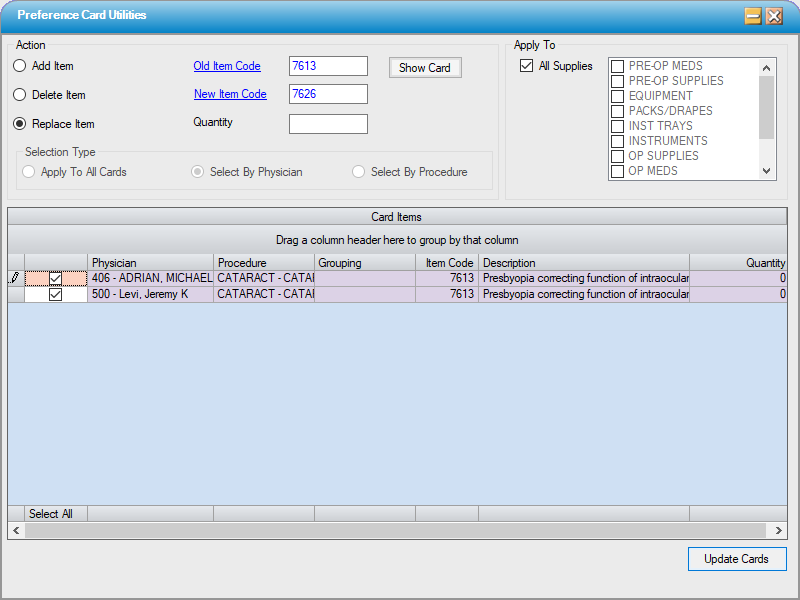 Preference Card Utilities
Action
Add Item
Old Item Code 7613
Show Card
Delete Item
New Item Code 7626
Replace Item
Quantity
Selection Type
Apply To All Cards
Select By Physician
Select By Procedure
Apply To
All Supplies
PRE-OP MEDS
PRE-OP SUPPLIES
EQUIPMENT
PACKS/DRAPES
INST TRAYS
INSTRUMENTS
OP SUPPLIES
OP MEDS
Card Items
Drag a column header here to group by that column
Physician Procedure Grouping Item Code Description Quantity
406 - ADRIAN, MICHAEL CATARACT - CATAR 7613 Presbyopia correcting function of intraocular 0
500 - Levi, Jeremy K CATARACT - CATAR 7613 Presbyopia correcting function of intraocular 0
Select All
Update Cards